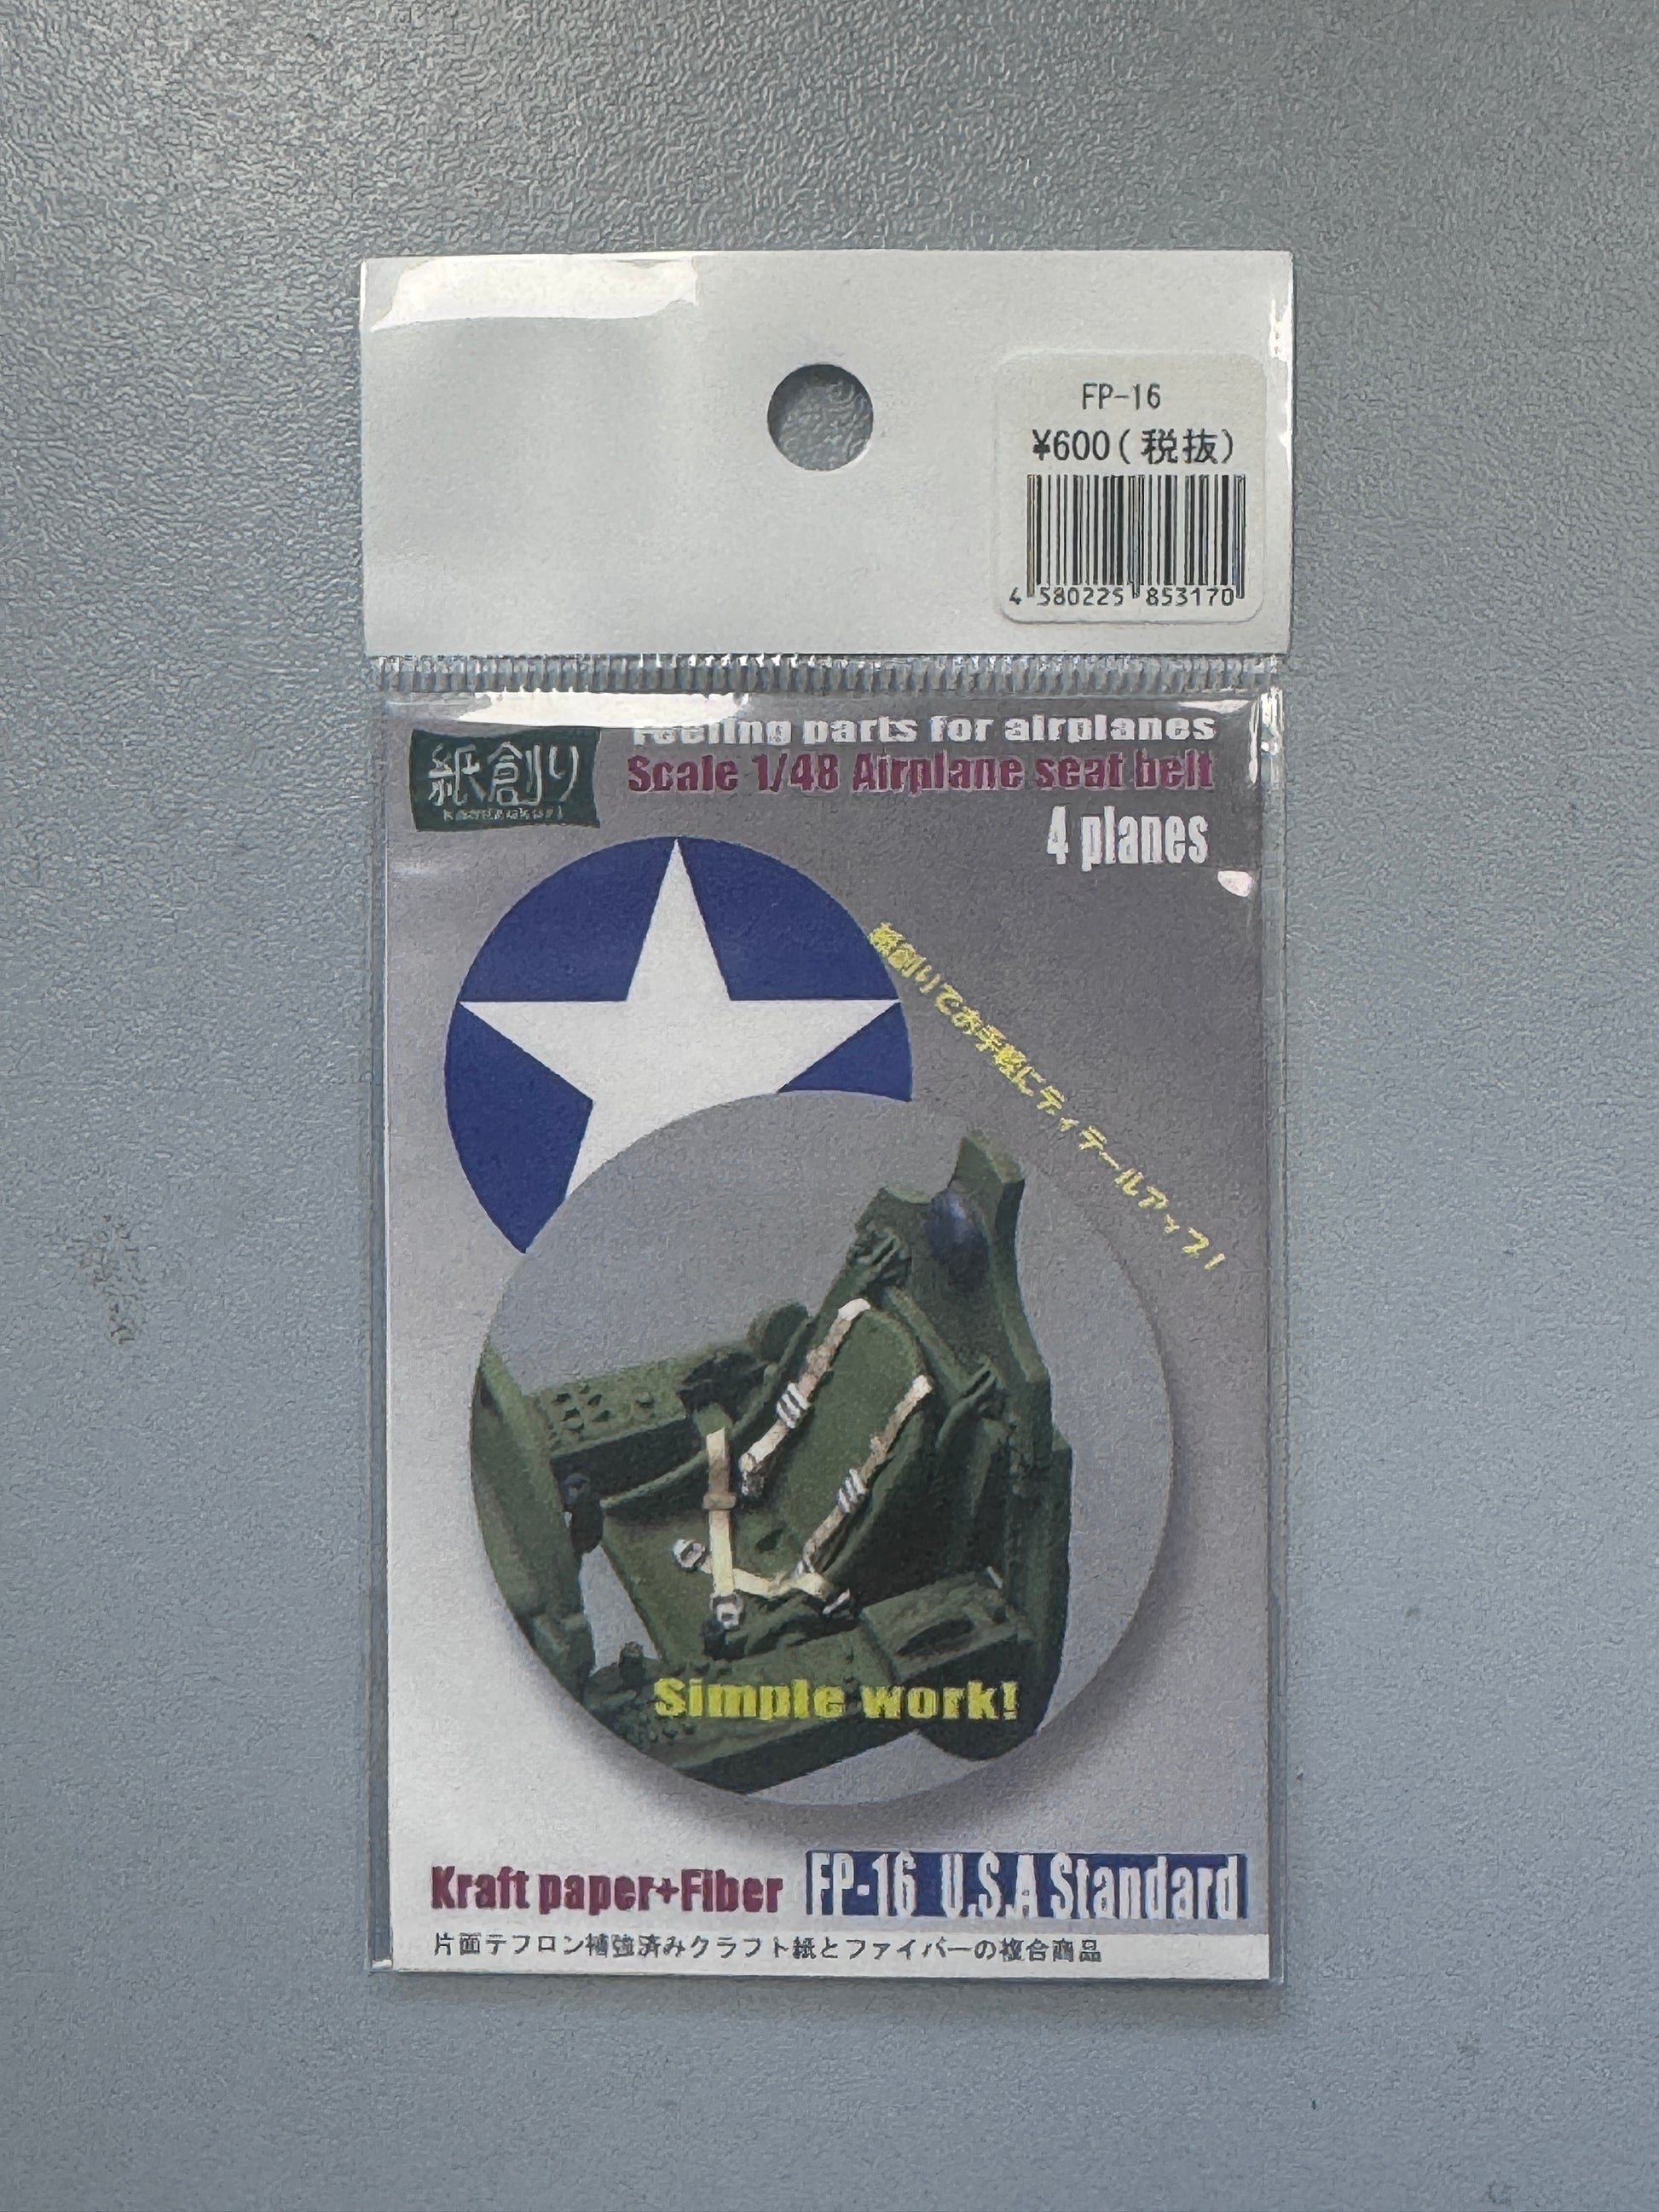 FP-16
¥600(税抜)
4 580225 853170
Feeling parts for airplanes
紙創り
Scale 1/48 Airplane seat belt
4 planes
紙創りでお手軽にディテールアップ!
Simple work!
Kraft paper+Fiber
FP-16 U.S.A Standard
片面テフロン補強済みクラフト紙とファイバーの複合商品